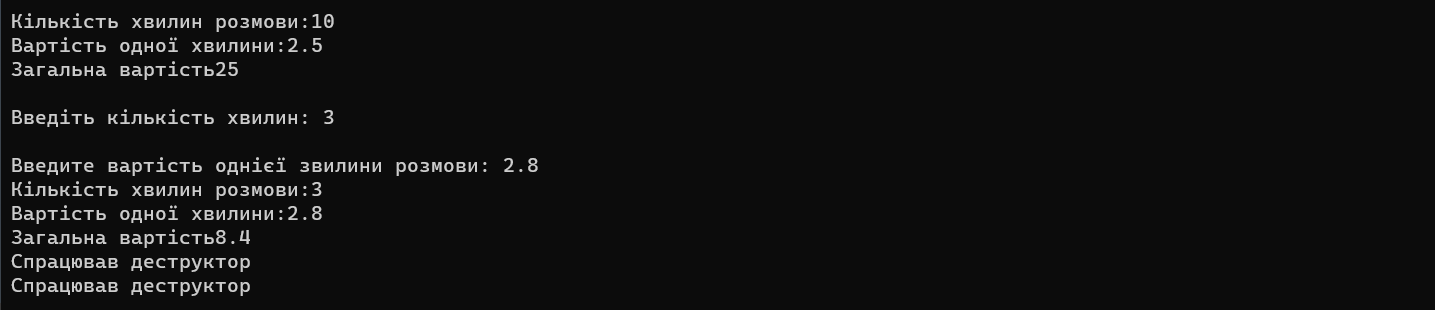 Кількість хвилин розмови:10
Вартість одної хвилини:2.5
Загальна вартість25
Введіть кількість хвилин: 3
Введите вартість однієї звилини розмови: 2.8
Кількість хвилин розмови:3
Вартість одної хвилини:2.8
Загальна вартість8.4
Спрацював деструктор
Спрацював деструктор